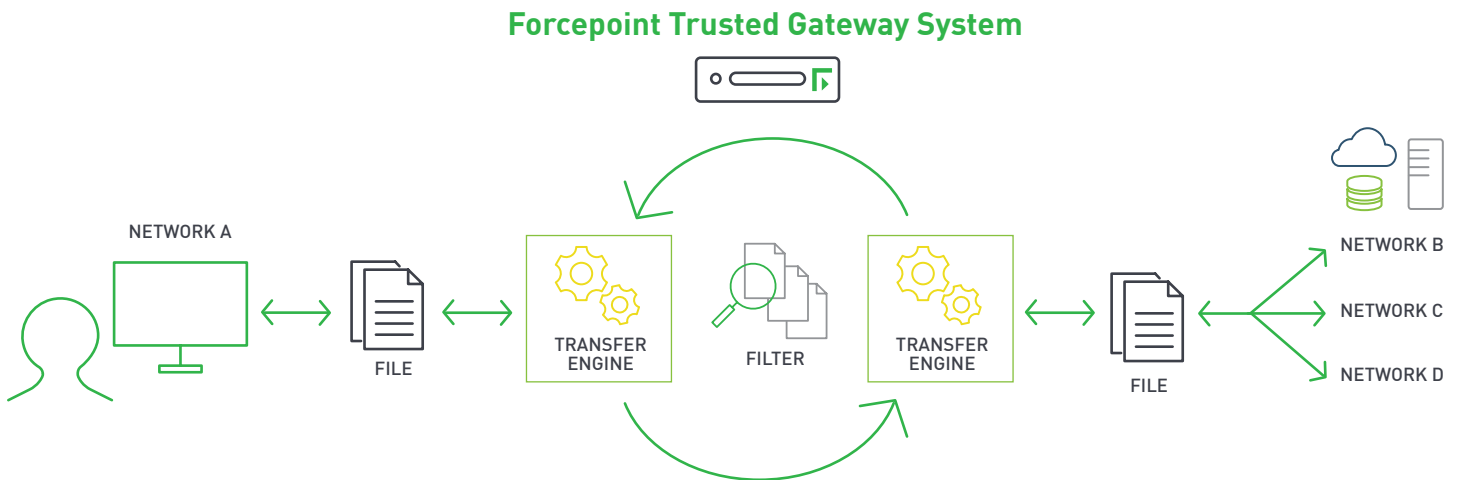 Forcepoint Trusted Gateway System
NETWORK A
FILE
TRANSFER
ENGINE
FILTER
TRANSFER
ENGINE
FILE
NETWORK B
NETWORK C
NETWORK D